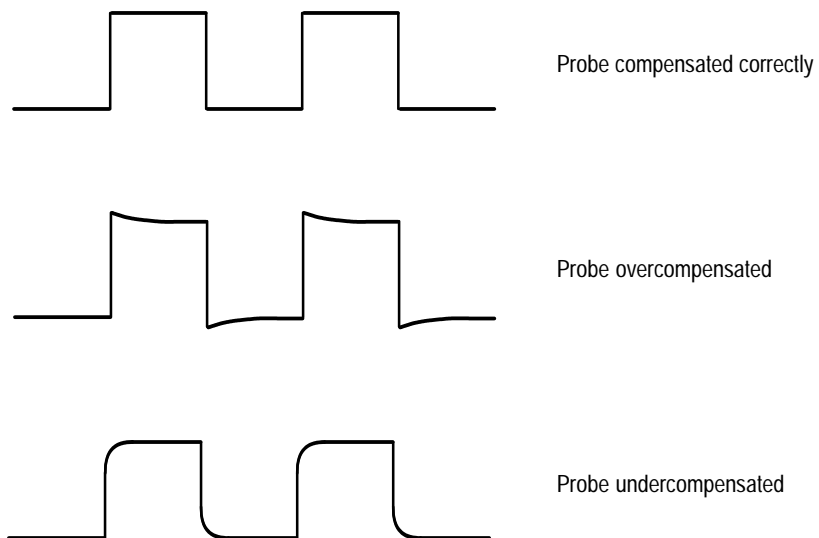 Probe compensated correctly
Probe overcompensated
Probe undercompensated